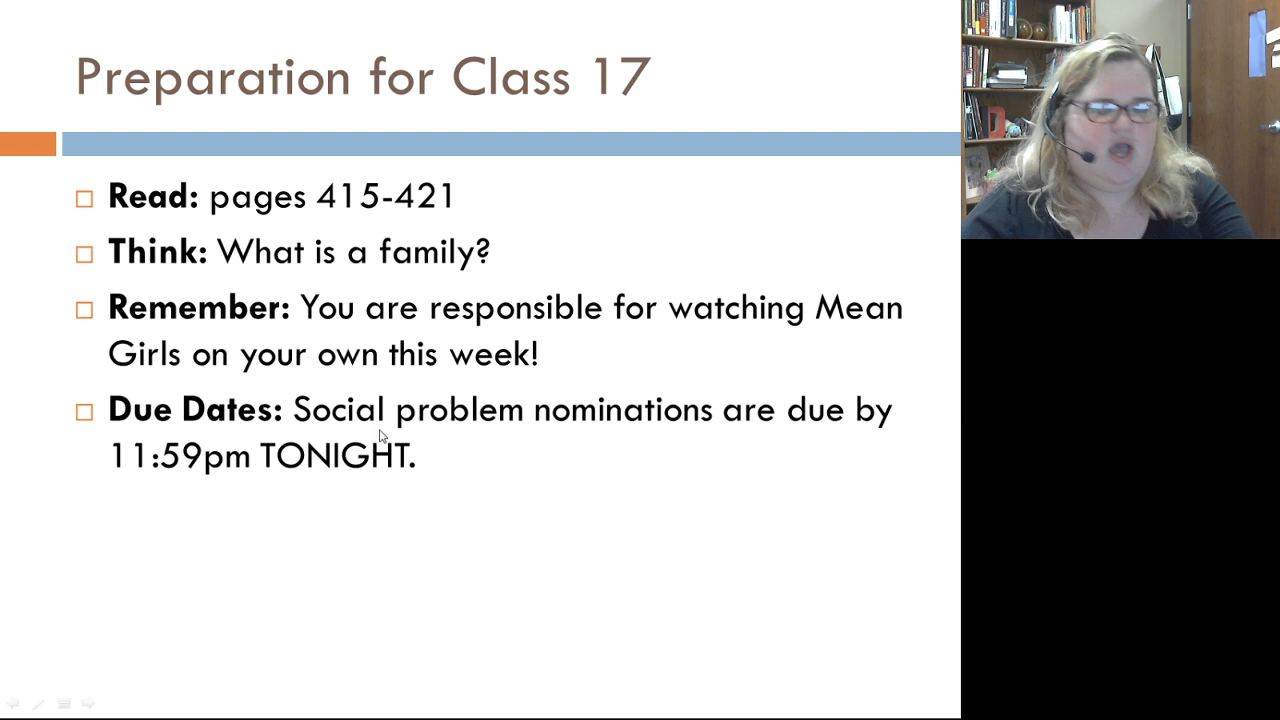 Preparation for Class 17
Read: pages 415-421
Think: What is a family?
Remember: You are responsible for watching Mean
Girls on your own this week!
Due Dates: Social problem nominations are due by
11:59pm TONIGHT.